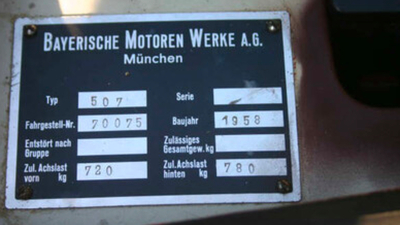 BAYERISCHE MOTOREN WERKE A.G.
München
Typ 507 Serie
Fahrgestell-Nr. 70075 Baujahr 1958
Entstört nach Gruppe Zulässiges Gesamtgew. kg
Zul. Achslast vorn kg 720 Zul. Achslast hinten kg 780